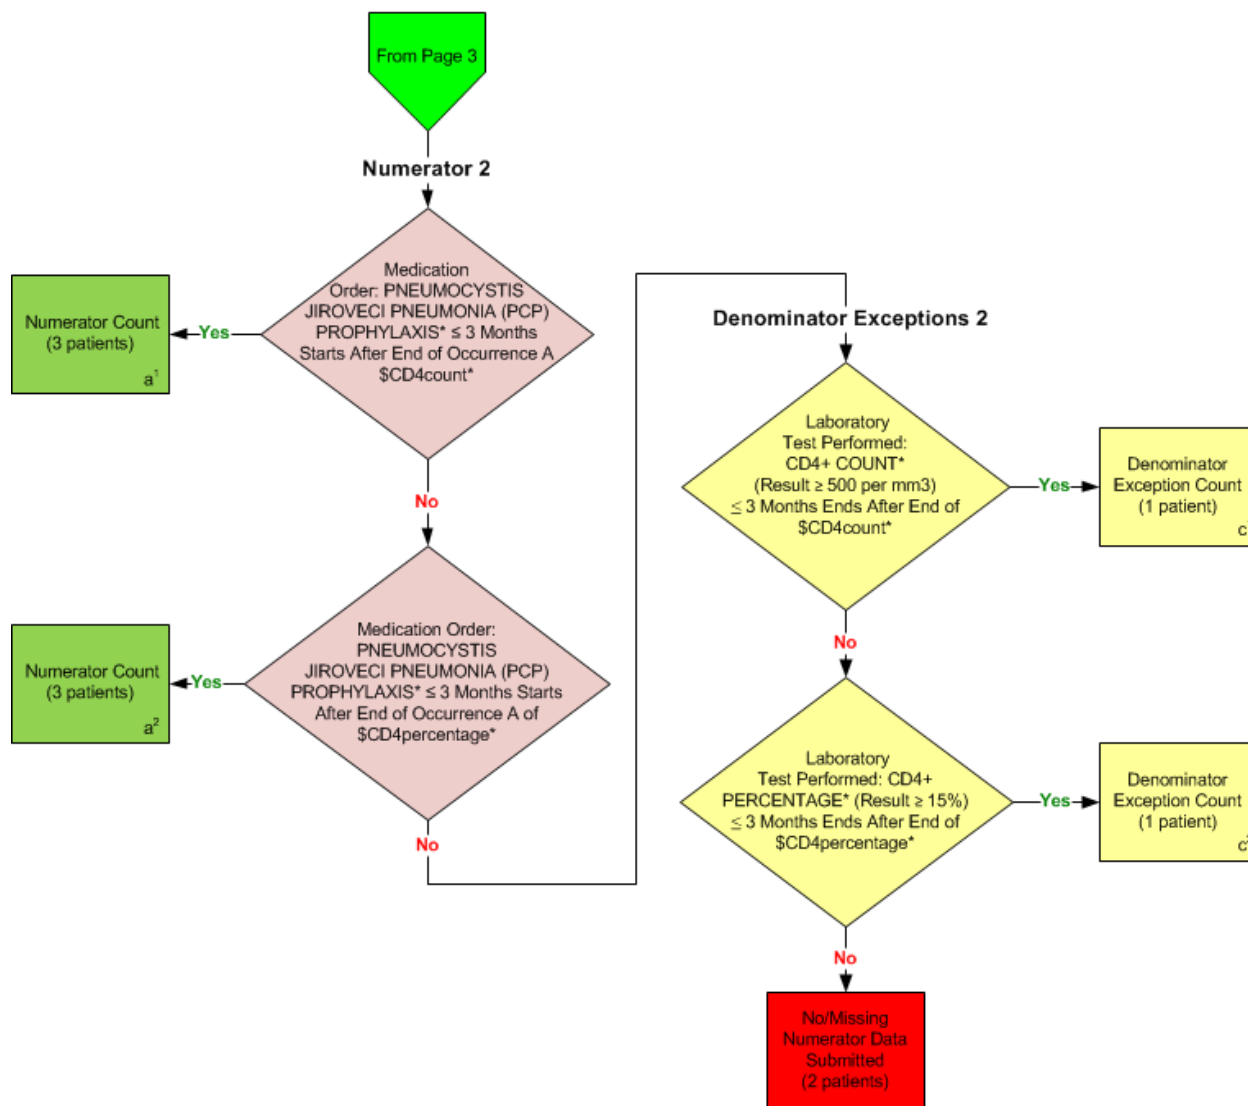 From Page 3
Numerator 2
Medication
Order: PNEUMOCYSTIS
JIROVECI PNEUMONIA (PCP)
PROPHYLAXIS* ≤ 3 Months
Starts After End of Occurrence A
$CD4count*
Yes
Numerator Count
(3 patients)
a¹
No
Medication Order:
PNEUMOCYSTIS
JIROVECI PNEUMONIA (PCP)
PROPHYLAXIS* ≤ 3 Months Starts
After End of Occurrence A of
$CD4percentage*
Yes
Numerator Count
(3 patients)
a²
No
Denominator Exceptions 2
Laboratory
Test Performed:
CD4+ COUNT*
(Result ≥ 500 per mm3)
≤ 3 Months Ends After End of
$CD4count*
Yes
Denominator
Exception Count
(1 patient)
c
No
Laboratory
Test Performed: CD4+
PERCENTAGE* (Result ≥ 15%)
≤ 3 Months Ends After End of
$CD4percentage*
Yes
Denominator
Exception Count
(1 patient)
c
No
No/Missing
Numerator Data
Submitted
(2 patients)